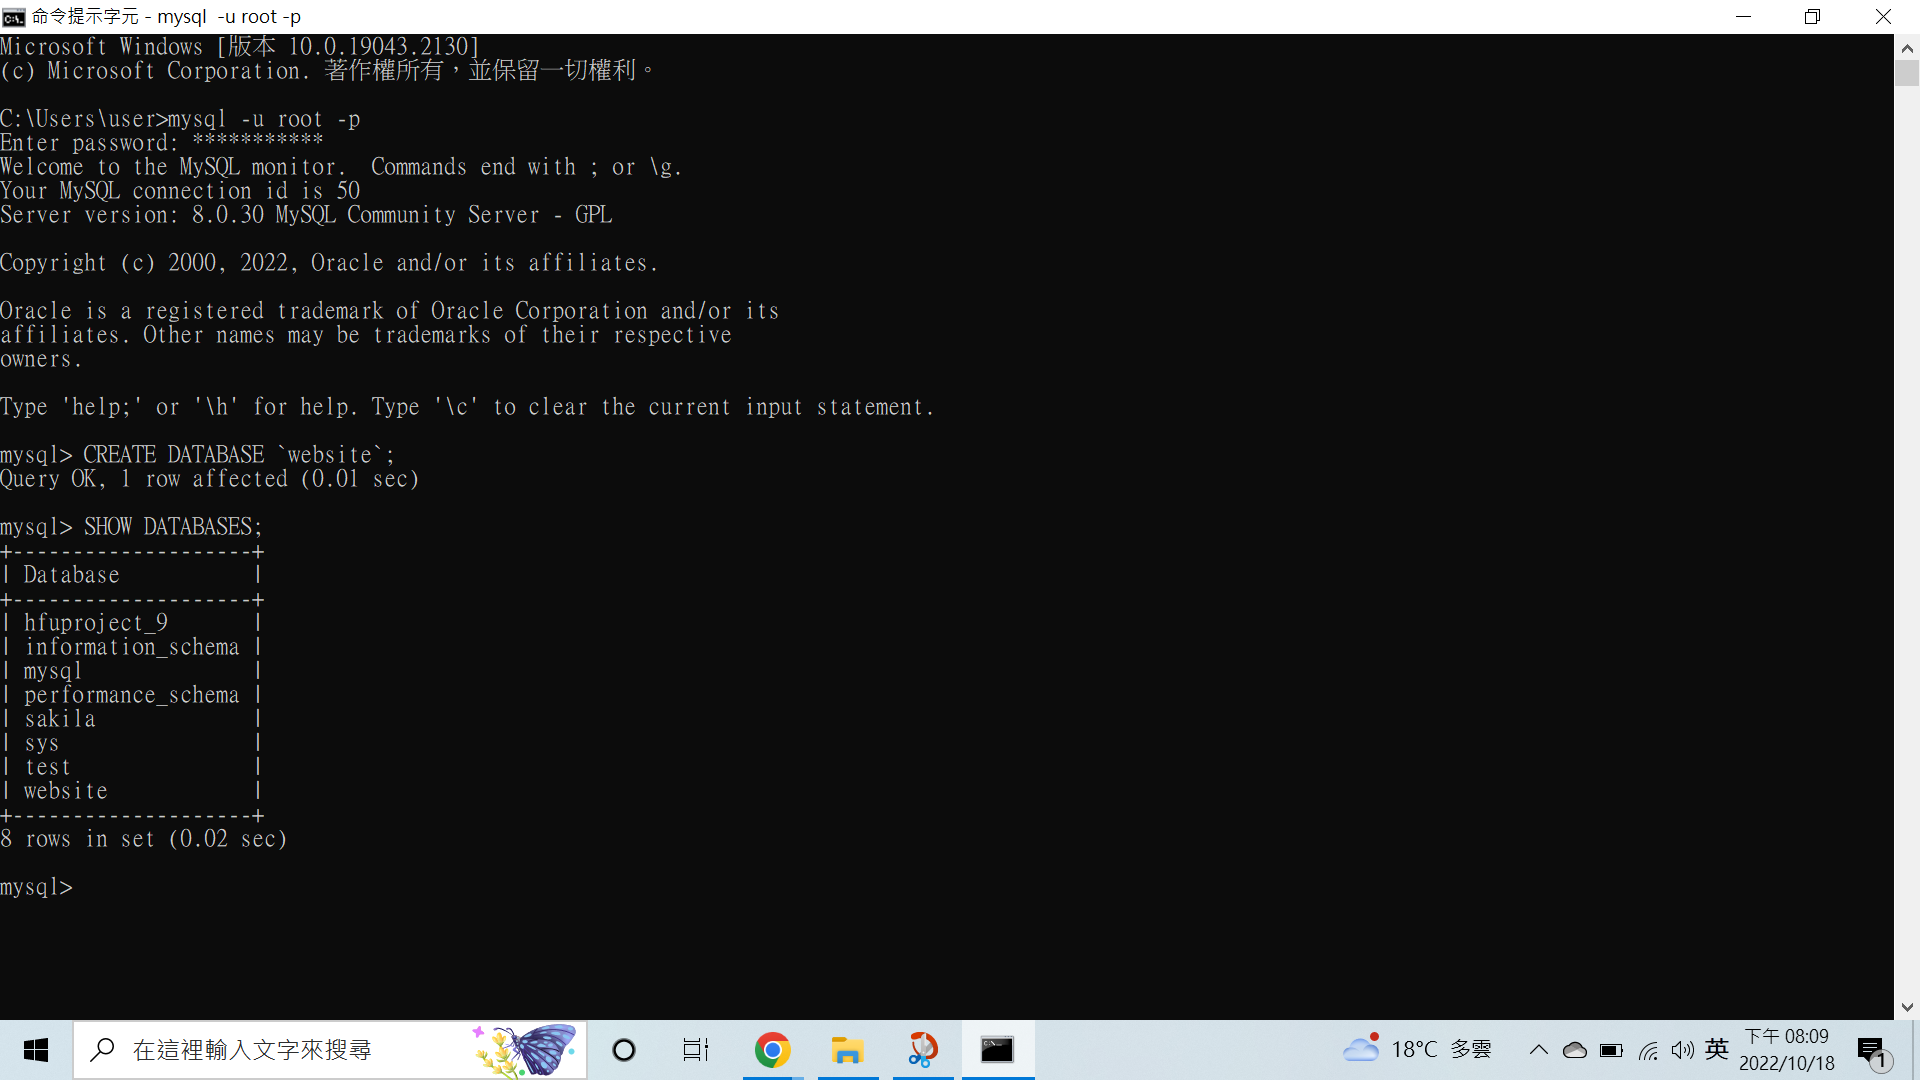 命令提示字元 - mysql  -u root -p
Microsoft Windows [版本 10.0.19043.2130]
(c) Microsoft Corporation. 著作權所有，並保留一切權利。
C:\Users\user>mysql -u root -p
Enter password: ***********
Welcome to the MySQL monitor.  Commands end with ; or \g.
Your MySQL connection id is 50
Server version: 8.0.30 MySQL Community Server - GPL
Copyright (c) 2000, 2022, Oracle and/or its affiliates.
Oracle is a registered trademark of Oracle Corporation and/or its
affiliates. Other names may be trademarks of their respective
owners.
Type 'help;' or '\h' for help. Type '\c' to clear the current input statement.
mysql> CREATE DATABASE `website`;
Query OK, 1 row affected (0.01 sec)
mysql> SHOW DATABASES;
+--------------------+
| Database           |
+--------------------+
| hfuproject_9       |
| information_schema |
| mysql              |
| performance_schema |
| sakila             |
| sys                |
| test               |
| website            |
+--------------------+
8 rows in set (0.02 sec)
mysql>
在這裡輸入文字來搜尋
18°C 多雲
英
下午 08:09
2022/10/18
1